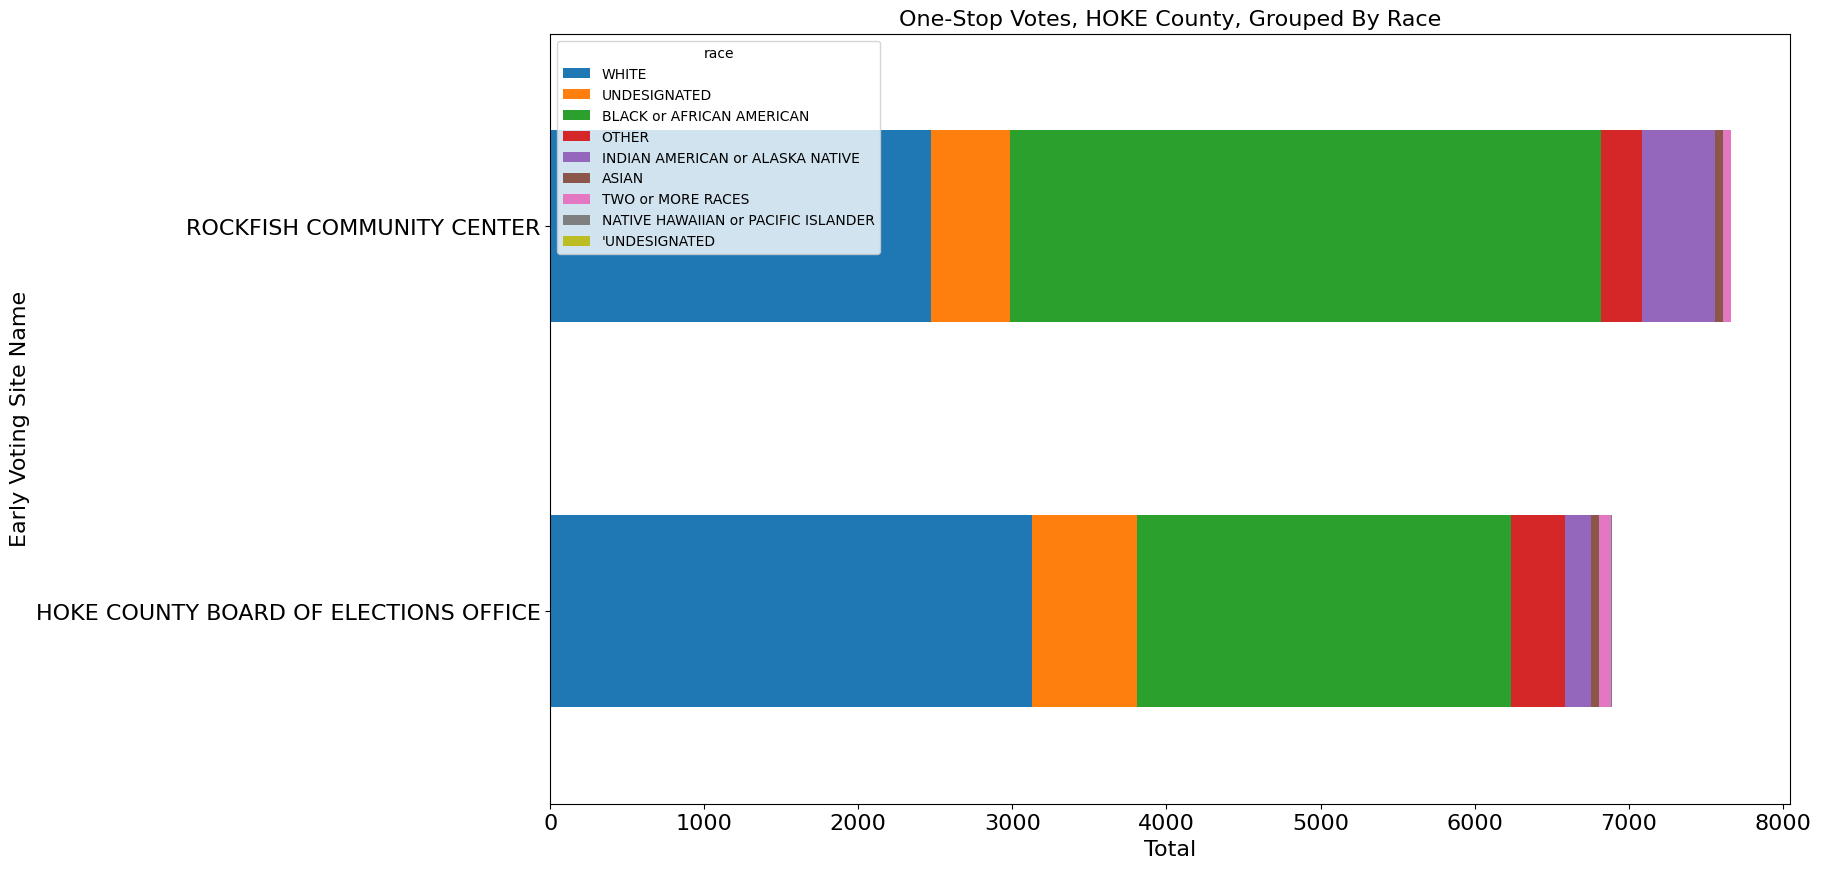 One-Stop Votes, HOKE County, Grouped By Race
race
WHITE
UNDESIGNATED
BLACK or AFRICAN AMERICAN
OTHER
INDIAN AMERICAN or ALASKA NATIVE
ASIAN
TWO or MORE RACES
NATIVE HAWAIIAN or PACIFIC ISLANDER
'UNDESIGNATED
Early Voting Site Name
ROCKFISH COMMUNITY CENTER
HOKE COUNTY BOARD OF ELECTIONS OFFICE
0 1000 2000 3000 4000 5000 6000 7000 8000
Total